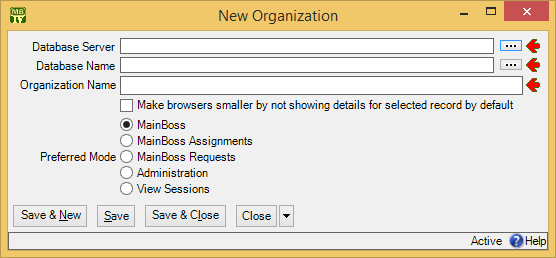 MB
New Organization
Database Server
Database Name
Organization Name
Make browsers smaller by not showing details for selected record by default
MainBoss
MainBoss Assignments
Preferred Mode MainBoss Requests
Administration
View Sessions
Save & New Save Save & Close Close
Active Help